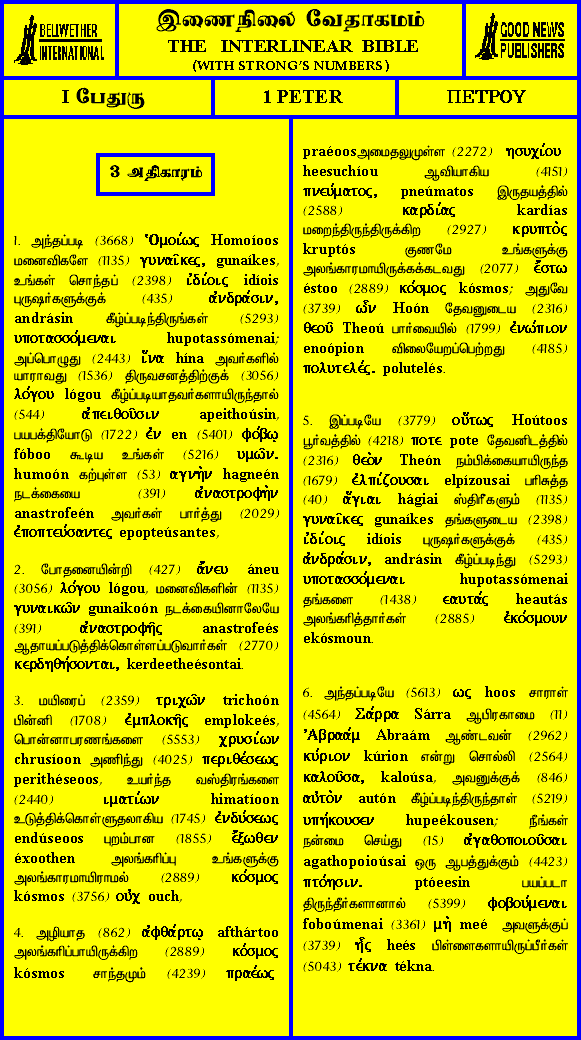 BELLWETHER
INTERNATIONAL
இணைநிலை வேதாகமம்
THE INTERLINEAR BIBLE
(WITH STRONG'S NUMBERS)
GOOD NEWS
PUBLISHERS
I பேதுரு
1 PETER
ΠΕΤΡΟΥ
3 அதிகாரம்
1. அந்தப்படி (3668) Ὁμοίως Homoíoos
மனைவிகளே (1135) γυναῖκες, gunaíkes,
உங்கள் சொந்தப் (2398) ἰδίοις idíois
புருஷர்களுக்குக் (435) ἀνδράσιν,
andrásin கீழ்ப்படிந்திருங்கள் (5293)
υποτασσόμεναι hupotassómenai;
அப்பொழுது (2443) ἵνα hína அவர்களில்
யாராவது (1536) திருவசனத்திற்குக் (3056)
λόγου lógou கீழ்ப்படியாதவர்களாயிருந்தால்
(544) ἀπειθοῦσιν apeithoúsin,
பயபக்தியோடு (1722) ἐν en (5401) φόβῳ
fóboo கூடிய உங்கள் (5216) υμῶν.
humoón கற்புள்ள (53) αγνὴν hagneén
நடக்கையை (391) ἀναστροφὴν
anastrofeén அவர்கள் பார்த்து (2029)
ἐποπτεύσαντες epopteúsantes,
2. போதனையின்றி (427) ἄνευ áneu
(3056) λόγου lógou, மனைவிகளின் (1135)
γυναικῶν gunaikoón நடக்கையினாலேயே
(391) ἀναστροφῆς anastrofeés
ஆதாயப்படுத்திக்கொள்ளப்படுவார்கள் (2770)
κερδηθήσονται, kerdeetheésontai.
3. மயிரைப் (2359) τριχῶν trichoón
பின்னி (1708) ἐμπλοκῆς emplokeés,
பொன்னாபரணங்களை (5553) χρυσίων
chrusíoon அணிந்து (4025) περιθέσεως
perithéseoos, உயர்ந்த வஸ்திரங்களை
(2440) ιματίων himatíoon
உடுத்திக்கொள்ளுதலாகிய (1745) ἐνδύσεως
endúseoos புறம்பான (1855) ἔξωθεν
éxoothen அலங்கரிப்பு உங்களுக்கு
அலங்காரமாயிராமல் (2889) κόσμος
kósmos (3756) οὐχ ouch,
4. அழியாத (862) ἀφθάρτῳ afthártoo
அலங்கரிப்பாயிருக்கிற (2889) κόσμος
kósmos சாந்தமும் (4239) πραέως
praéoosஅமைதலுமுள்ள (2272) ησυχίου
heesuchíou ஆவியாகிய (4151)
πνεύματος, pneúmatos இருதயத்தில்
(2588) καρδίας kardías
மறைந்திருந்திருக்கிற (2927) κρυπτὸς
kruptós குணமே உங்களுக்கு
அலங்காரமாயிருக்கக்கடவது (2077) ἔστω
éstoo (2889) κόσμος kósmos; அதுவே
(3739) ὧν Hoón தேவனுடைய (2316)
θεοῦ Theoú பார்வையில் (1799) ἐνώπιον
enoópion விலையேறப்பெற்றது (4185)
πολυτελές. polutelés.
5. இப்படியே (3779) οὕτως Hoútoos
பூர்வத்தில் (4218) ποτε pote தேவனிடத்தில்
(2316) θεὸν Theón நம்பிக்கையாயிருந்த
(1679) ἐλπίζουσαι elpízousai பரிசுத்த
(40) ἅγιαι hágiai ஸ்திரீகளும் (1135)
γυναῖκες gunaíkes தங்களுடைய (2398)
ἰδίοις idíois புருஷர்களுக்குக் (435)
ἀνδράσιν, andrásin கீழ்ப்படிந்து (5293)
υποτασσόμεναι hupotassómenai
தங்களை (1438) εαυτάς heautás
அலங்கரித்தார்கள் (2885) ἐκόσμουν
ekósmoun.
6. அந்தப்படியே (5613) ως hoos சாராள்
(4564) Σάρρα Sárra ஆபிரகாமை (11)
Ἀβραάμ Abraám ஆண்டவன் (2962)
κύριον kúrion என்று சொல்லி (2564)
καλοῦσα, kaloúsa, அவனுக்குக் (846)
αὐτὸν autón கீழ்ப்படிந்திருந்தாள் (5219)
υπήκουσεν hupeékousen; நீங்கள்
நன்மை செய்து (15) ἀγαθοποιοῦσαι
agathopoioúsai ஒரு ஆபத்துக்கும் (4423)
πτόησιν. ptóeesin பயப்படா
திருந்தீர்களானால் (5399) φοβούμεναι
foboúmenai (3361) μὴ meé அவளுக்குப்
(3739) ἧς heés பிள்ளைகளாயிருப்பீர்கள்
(5043) τέκνα tékna.